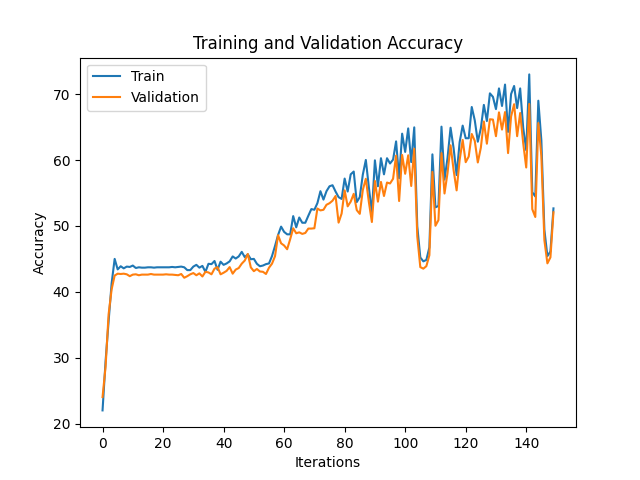 Training and Validation Accuracy
Train
Validation
70
60
50
40
30
20
Accuracy
0 20 40 60 80 100 120 140
Iterations